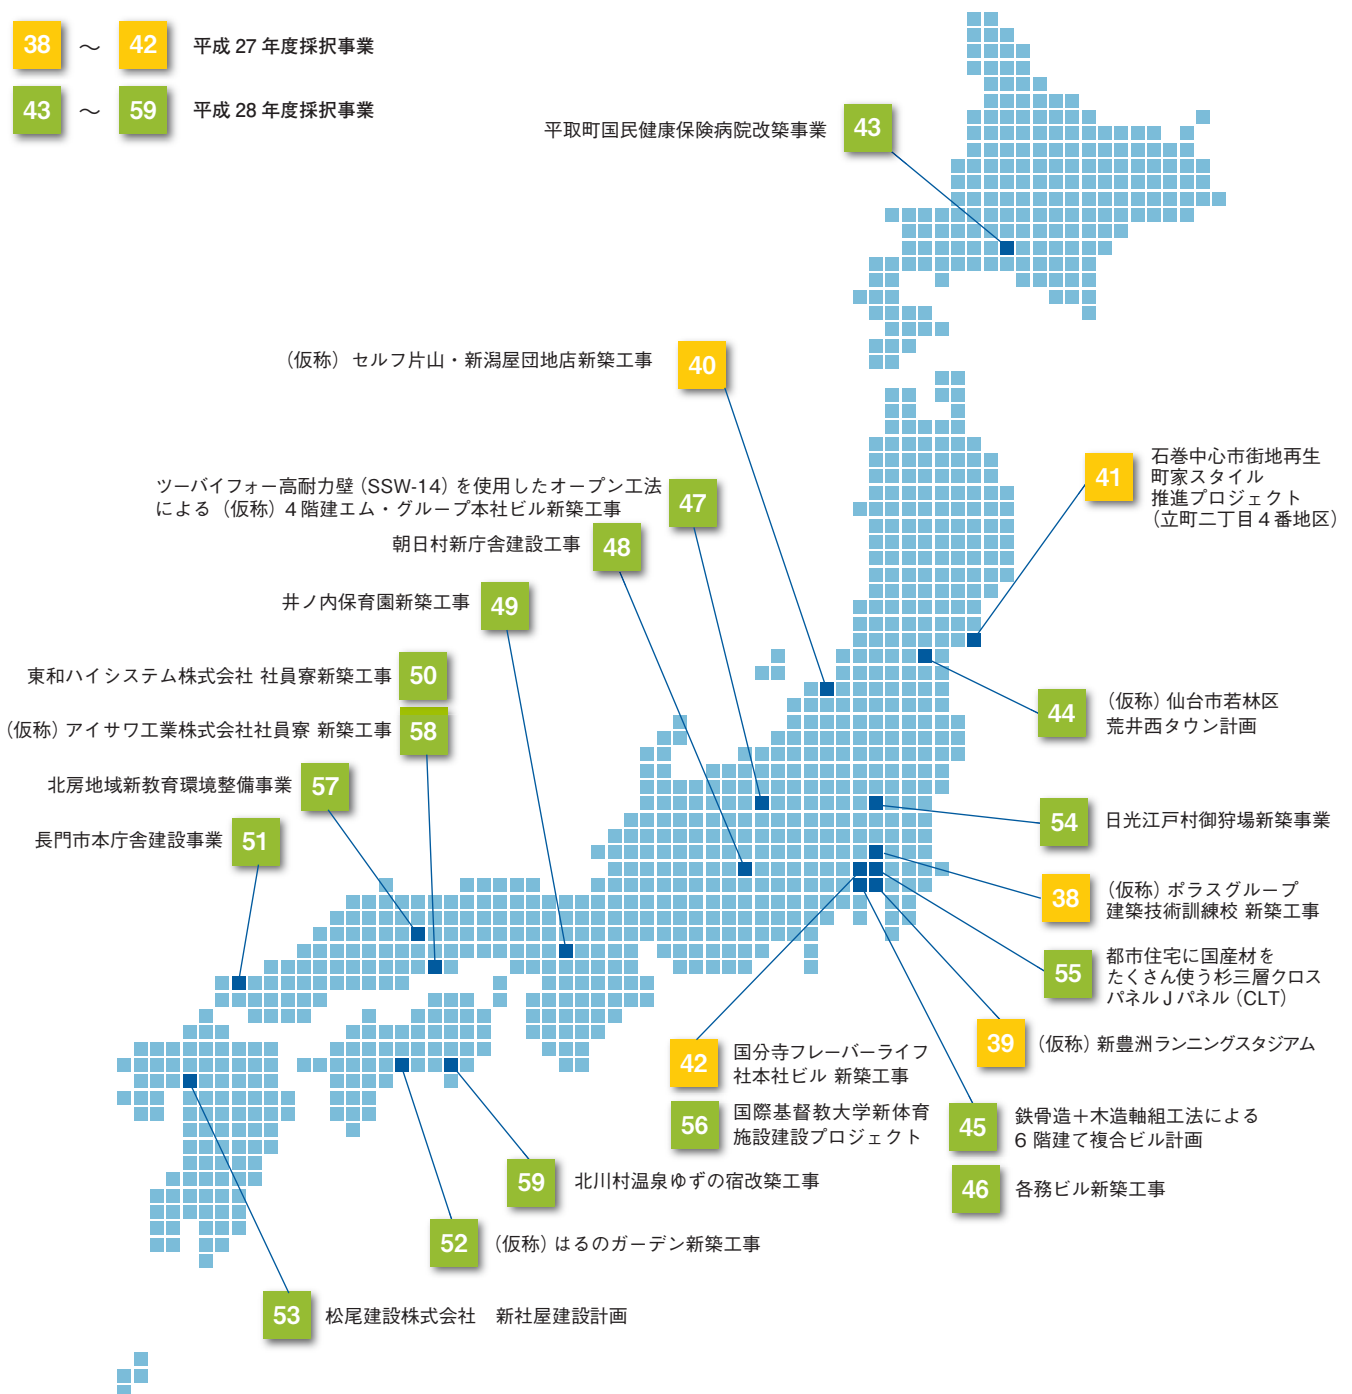 38 ～ 42 平成 27 年度採択事業
43 ～ 59 平成 28 年度採択事業
平取町国民健康保険病院改築事業 43
（仮称）セルフ片山・新潟屋団地店新築工事 40
41 石巻中心市街地再生
町家スタイル
推進プロジェクト
（立町二丁目４番地区）
ツーバイフォー高耐力壁（SSW-14）を使用したオープン工法
による（仮称）４階建エム・グループ本社ビル新築工事 47
朝日村新庁舎建設工事 48
井ノ内保育園新築工事 49
東和ハイシステム株式会社 社員寮新築工事 50
（仮称）アイサワ工業株式会社社員寮 新築工事 58
44 （仮称）仙台市若林区
荒井西タウン計画
北房地域新教育環境整備事業 57
長門市本庁舎建設事業 51
54 日光江戸村御狩場新築事業
38 （仮称）ポラスグループ
建築技術訓練校 新築工事
55 都市住宅に国産材を
たくさん使う杉三層クロス
パネルＪパネル（CLT）
39 （仮称）新豊洲ランニングスタジアム
42 国分寺フレーバーライフ
社本社ビル 新築工事
56 国際基督教大学新体育
施設建設プロジェクト
45 鉄骨造＋木造軸組工法による
6 階建て複合ビル計画
46 各務ビル新築工事
59 北川村温泉ゆずの宿改築工事
52 （仮称）はるのガーデン新築工事
53 松尾建設株式会社　新社屋建設計画